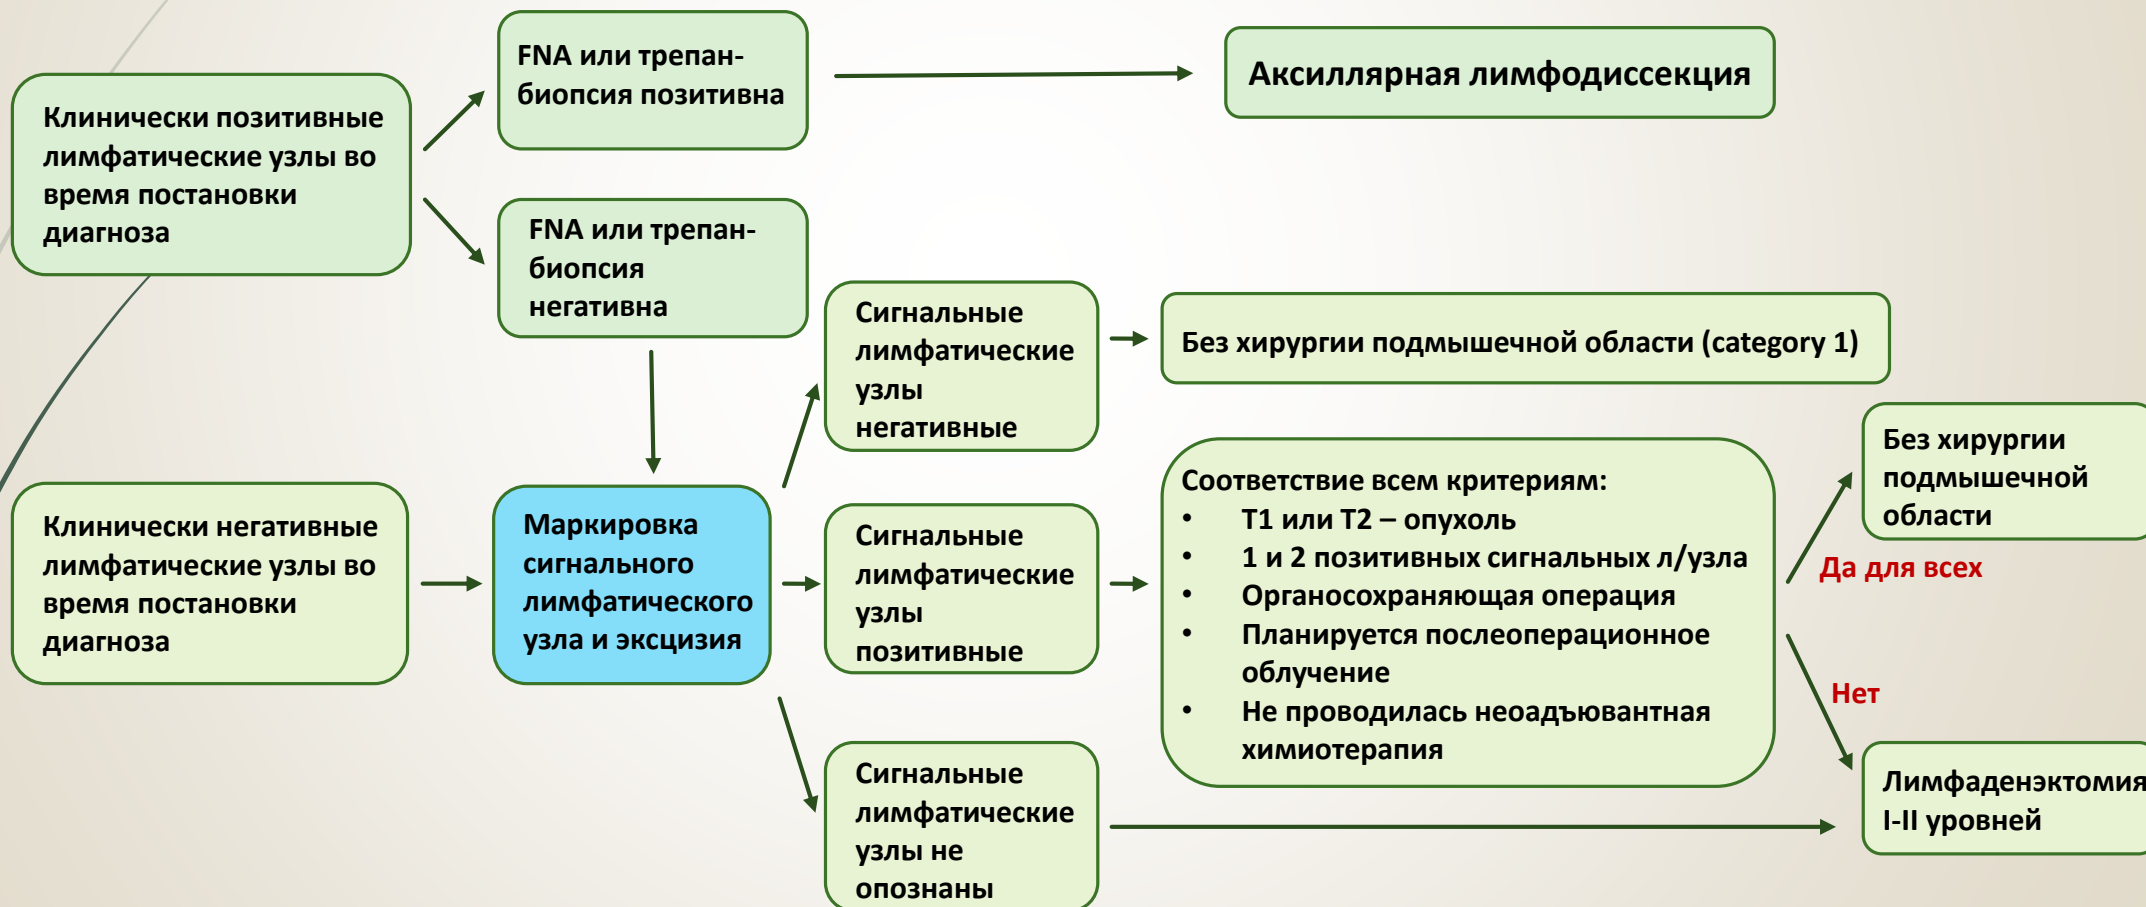 Клинически позитивные
лимфатические узлы во
время постановки
диагноза
FNA или трепан-
биопсия позитивна
Аксиллярная лимфодиссекция
FNA или трепан-
биопсия
негативна
Сигнальные
лимфатические
узлы
негативные
Без хирургии подмышечной области (category 1)
Клинически негативные
лимфатические узлы во
время постановки
диагноза
Маркировка
сигнального
лимфатического
узла и эксцизия
Сигнальные
лимфатические
узлы
позитивные
Соответствие всем критериям:
• Т1 или Т2 – опухоль
• 1 и 2 позитивных сигнальных л/узла
• Органосохраняющая операция
• Планируется послеоперационное
облучение
• Не проводилась неоадъювантная
химиотерапия
Без хирургии
подмышечной
области
Да для всех
Нет
Сигнальные
лимфатические
узлы не
опознаны
Лимфаденэктомия
I-II уровней